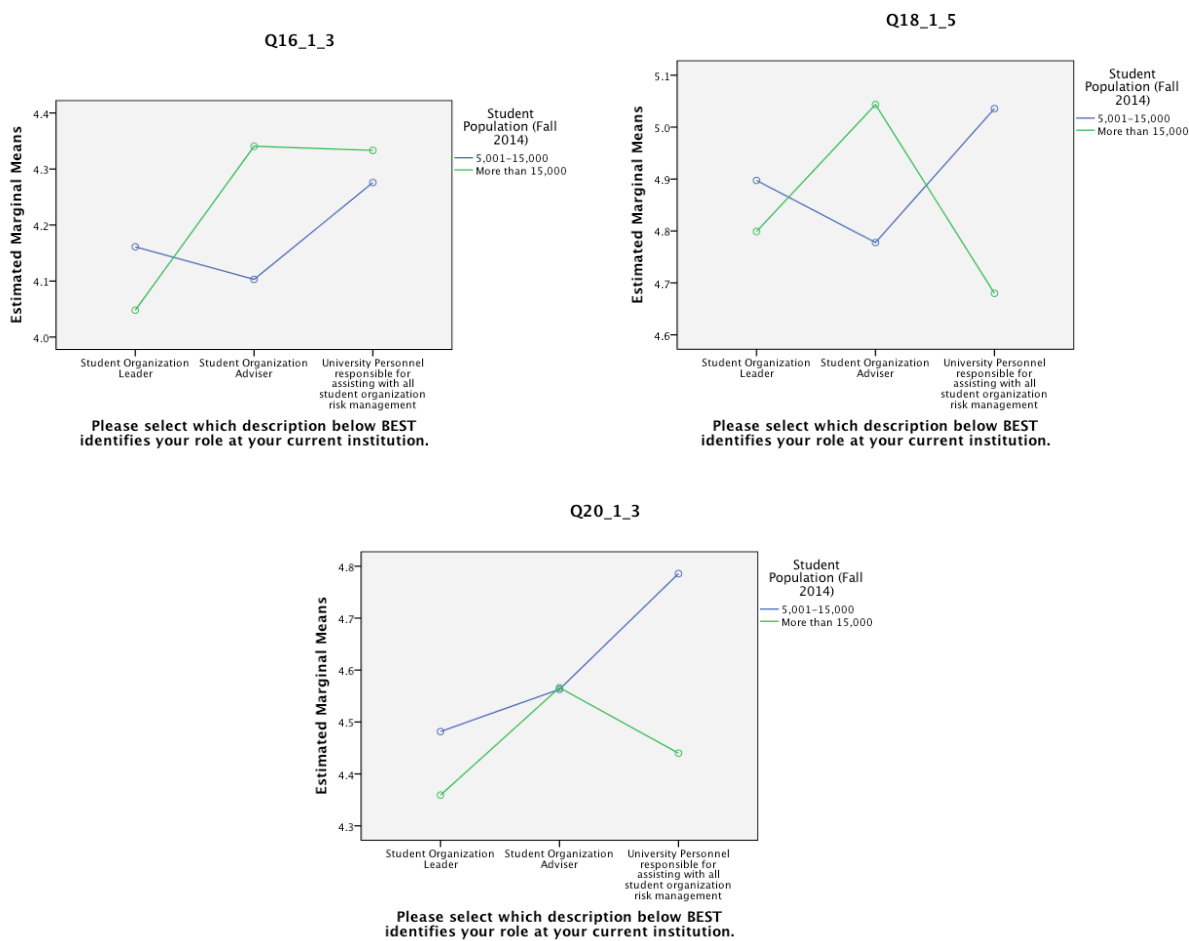 Q16_1_3
Estimated Marginal Means
4.4
4.3
4.2
4.1
4.0
Student Organization
Leader
Student Organization
Adviser
University Personnel
responsible for
assisting with all
student organization
risk management
Please select which description below BEST
identifies your role at your current institution.
Student
Population (Fall
2014)
5,001-15,000
More than 15,000
Q18_1_5
Estimated Marginal Means
5.1
5.0
4.9
4.8
4.7
4.6
Student Organization
Leader
Student Organization
Adviser
University Personnel
responsible for
assisting with all
student organization
risk management
Please select which description below BEST
identifies your role at your current institution.
Student
Population (Fall
2014)
5,001-15,000
More than 15,000
Q20_1_3
Estimated Marginal Means
4.8
4.7
4.6
4.5
4.4
4.3
Student Organization
Leader
Student Organization
Adviser
University Personnel
responsible for
assisting with all
student organization
risk management
Please select which description below BEST
identifies your role at your current institution.
Student
Population (Fall
2014)
5,001-15,000
More than 15,000